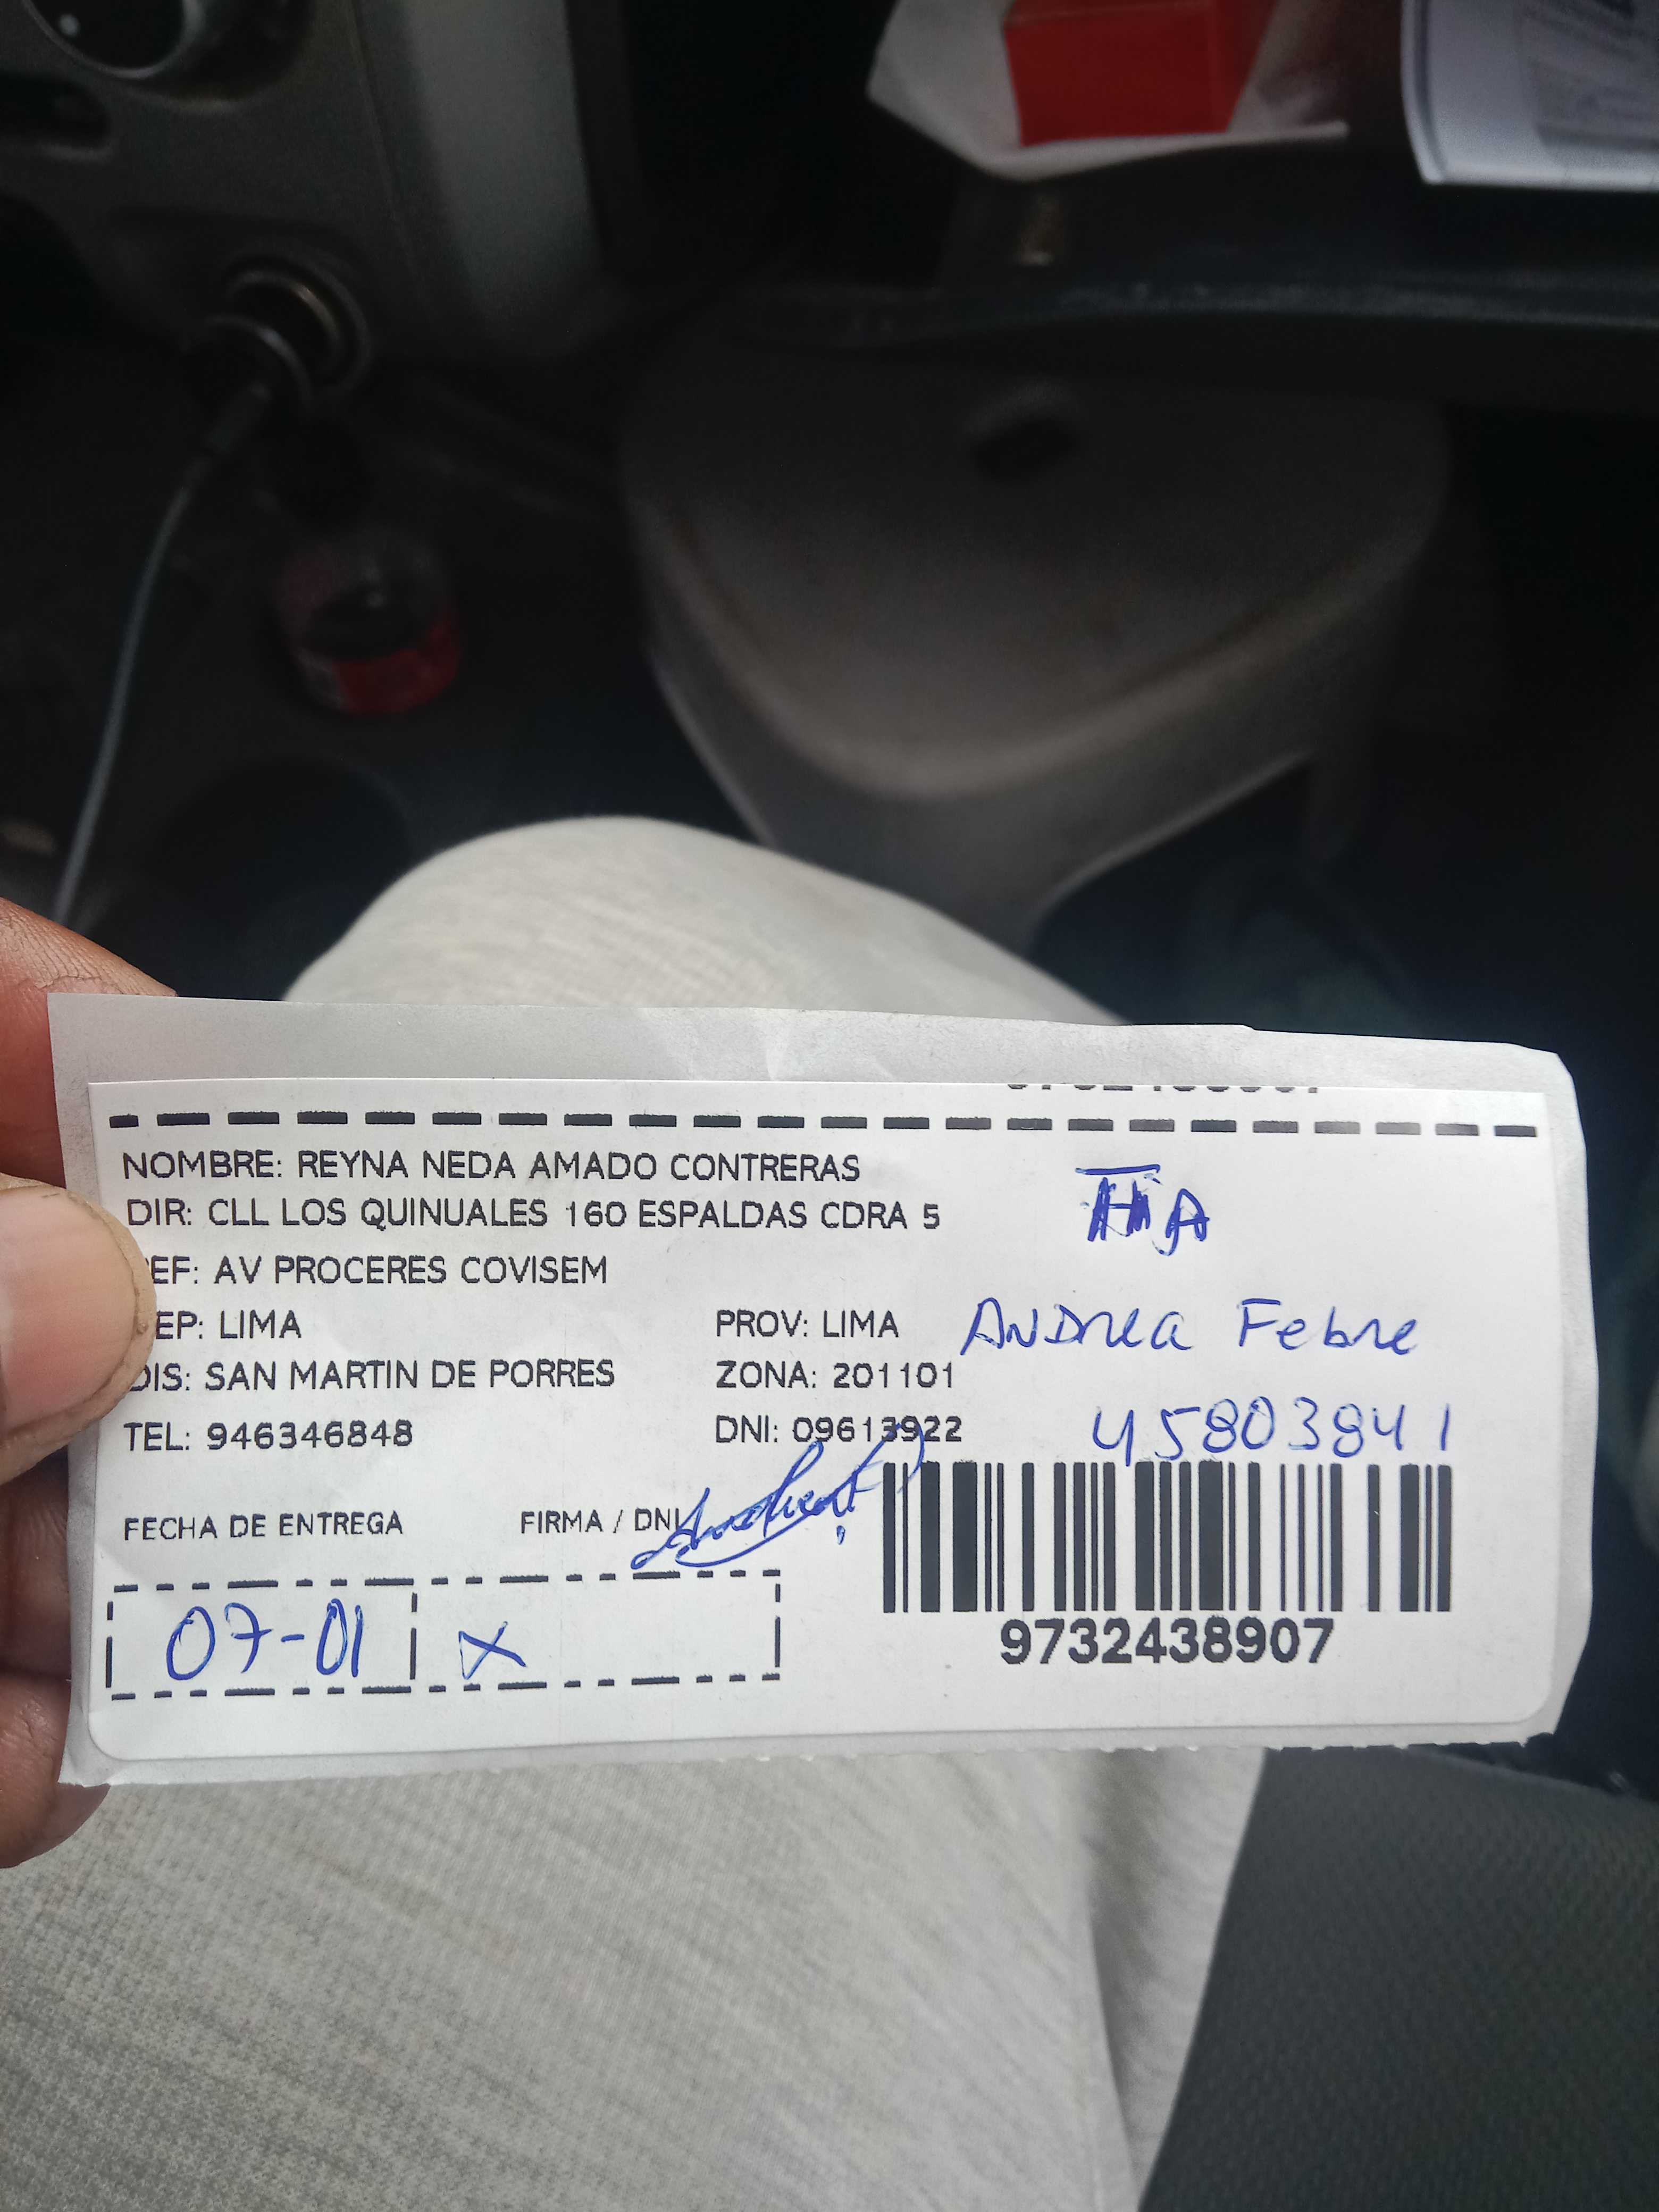 NOMBRE: REYNA NEDA AMADO CONTRERAS
DIR: CLL LOS QUINUALES 160 ESPALDAS CDRA 5
EF: AV PROCERES COVISEM
EP: LIMA
PROV: LIMA
Andrea Febre
DIS: SAN MARTIN DE PORRES
ZONA: 201101
TEL: 946346848
DNI: 09613922
45803841
FECHA DE ENTREGA
FIRMA / DNI
07-01
X
9732438907